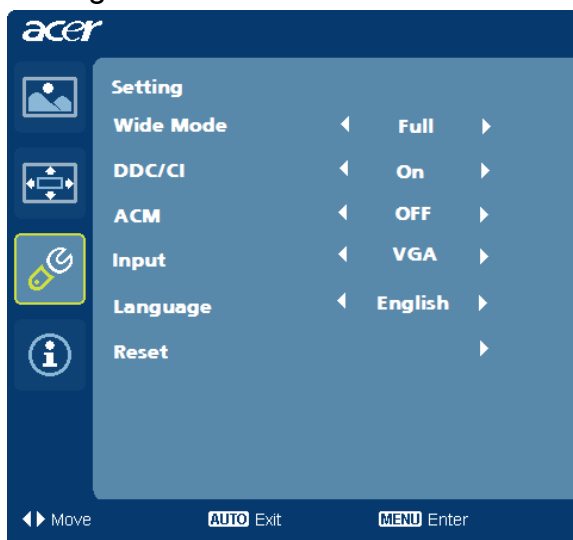 acer
Setting
Wide Mode Full
DDC/CI On
ACM OFF
Input VGA
Language English
Reset
Move AUTO Exit MENU Enter